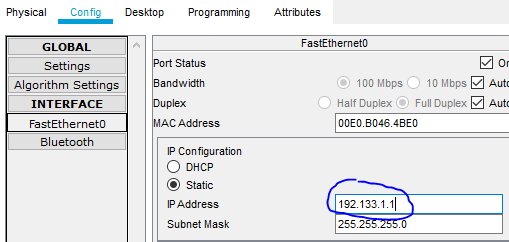 Physical Config Desktop Programming Attributes
GLOBAL
Settings
Algorithm Settings
INTERFACE
FastEthernet0
Bluetooth
FastEthernet0
Port Status On
Bandwidth 100 Mbps 10 Mbps Auto
Duplex Half Duplex Full Duplex Auto
MAC Address 00E0.B046.4BE0
IP Configuration
DHCP
Static
IP Address 192.133.1.1
Subnet Mask 255.255.255.0